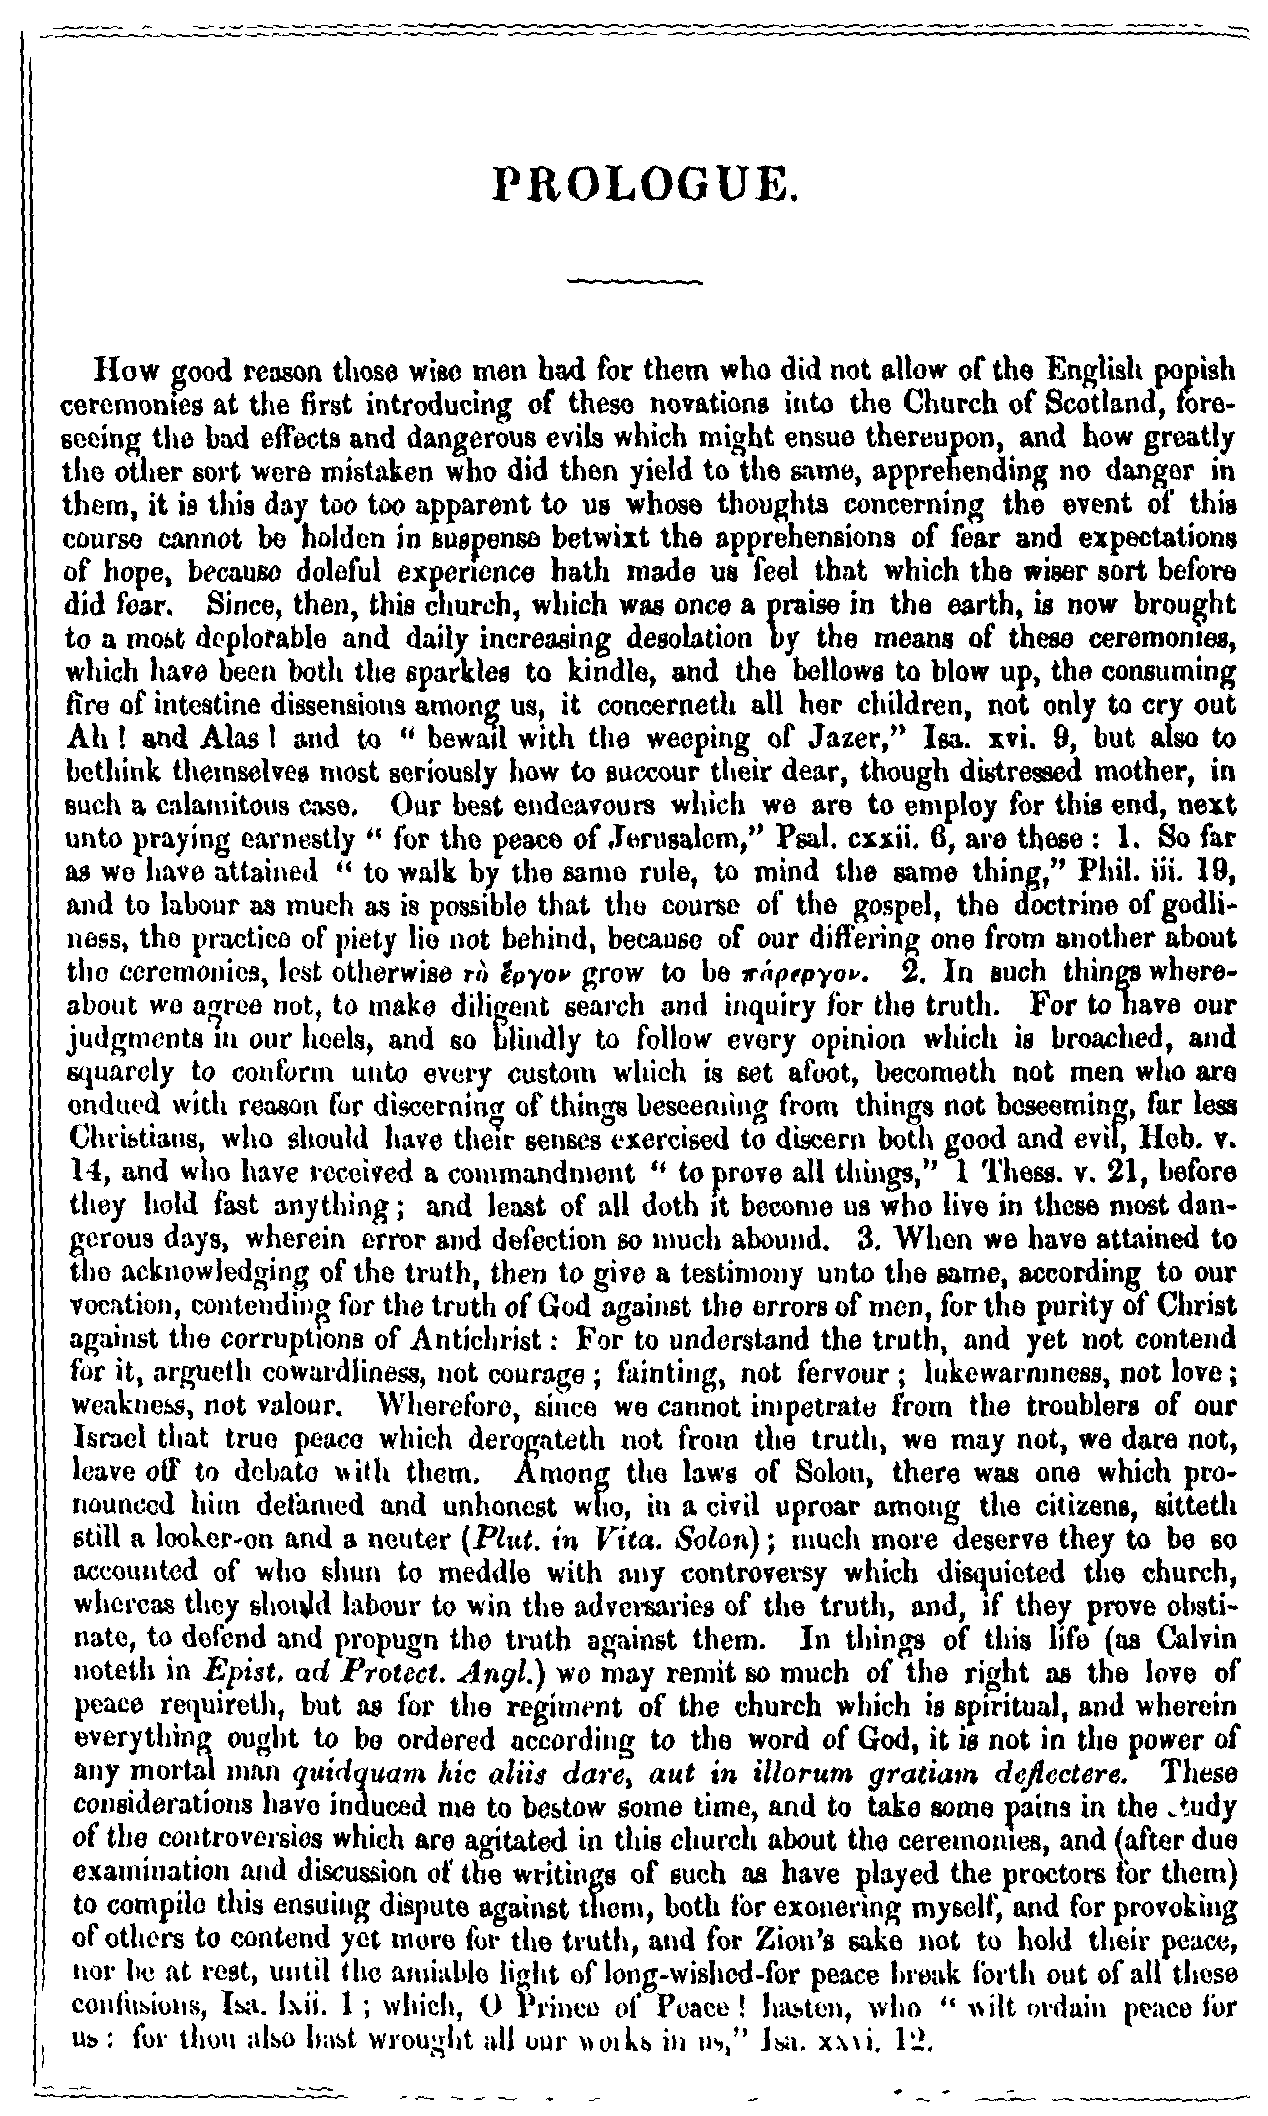 PROLOGUE.
How good reason those wise men had for them who did not allow of the English popish
ceremonies at the first introducing of these novations into the Church of Scotland, fore-
seeing the bad effects and dangerous evils which might ensue thereupon, and how greatly
the other sort were mistaken who did then yield to the same, apprehending no danger in
them, it is this day too too apparent to us whose thoughts concerning the event of this
course cannot be holden in suspense betwixt the apprehensions of fear and expectations
of hope, because doleful experience hath made us feel that which the wiser sort before
did fear. Since, then, this church, which was once a praise in the earth, is now brought
to a most deplorable and daily increasing desolation by the means of these ceremonies,
which have been both the sparkles to kindle, and the bellows to blow up, the consuming
fire of intestine dissensions among us, it concerneth all her children, not only to cry out
Ah! and Alas! and to “ bewail with the weeping of Jazer,” Isa. xvi. 9, but also to
bethink themselves most seriously how to succour their dear, though distressed mother, in
such a calamitous case. Our best endeavours which we are to employ for this end, next
unto praying earnestly “ for the peace of Jerusalem,” Psal. cxxii. 6, are these : 1. So far
as we have attained “ to walk by the same rule, to mind the same thing,” Phil. iii. 19,
and to labour as much as is possible that the course of the gospel, the doctrine of godli-
ness, the practice of piety lie not behind, because of our differing one from another about
the ceremonies, lest otherwise τὸ ἔργον grow to be πάρεργον. 2. In such things where-
about we agree not, to make diligent search and inquiry for the truth. For to have our
judgments in our heels, and so blindly to follow every opinion which is broached, and
squarely to conform unto every custom which is set afoot, becometh not men who are
endued with reason for discerning of things beseeming from things not beseeming, far less
Christians, who should have their senses exercised to discern both good and evil, Heb. v.
14, and who have received a commandment “ to prove all things,” 1 Thess. v. 21, before
they hold fast anything ; and least of all doth it become us who live in these most dan-
gerous days, wherein error and defection so much abound. 3. When we have attained to
the acknowledging of the truth, then to give a testimony unto the same, according to our
vocation, contending for the truth of God against the errors of men, for the purity of Christ
against the corruptions of Antichrist : For to understand the truth, and yet not contend
for it, argueth cowardliness, not courage ; fainting, not fervour ; lukewarmness, not love ;
weakness, not valour. Wherefore, since we cannot impetrate from the troublers of our
Israel that true peace which derogateth not from the truth, we may not, we dare not,
leave off to debate with them. Among the laws of Solon, there was one which pro-
nounced him defamed and unhonest who, in a civil uproar among the citizens, sitteth
still a looker-on and a neuter (Plut. in Vita. Solon) ; much more deserve they to be so
accounted of who shun to meddle with any controversy which disquieted the church,
whereas they should labour to win the adversaries of the truth, and, if they prove obsti-
nate, to defend and propugn the truth against them. In things of this life (as Calvin
noteth in Epist. ad Protect. Angl.) we may remit so much of the right as the love of
peace requireth, but as for the regiment of the church which is spiritual, and wherein
everything ought to be ordered according to the word of God, it is not in the power of
any mortal man quidquam hic aliis dare, aut in illorum gratiam deflectere. These
considerations have induced me to bestow some time, and to take some pains in the study
of the controversies which are agitated in this church about the ceremonies, and (after due
examination and discussion of the writings of such as have played the proctors for them)
to compile this ensuing dispute against them, both for exonering myself, and for provoking
of others to contend yet more for the truth, and for Zion’s sake not to hold their peace,
nor be at rest, until the amiable light of long-wished-for peace break forth out of all these
confusions, Isa. lxii. 1 ; which, O Prince of Peace ! hasten, who “ wilt ordain peace for
us : for thou also hast wrought all our works in us,” Isa. xxvi. 12.